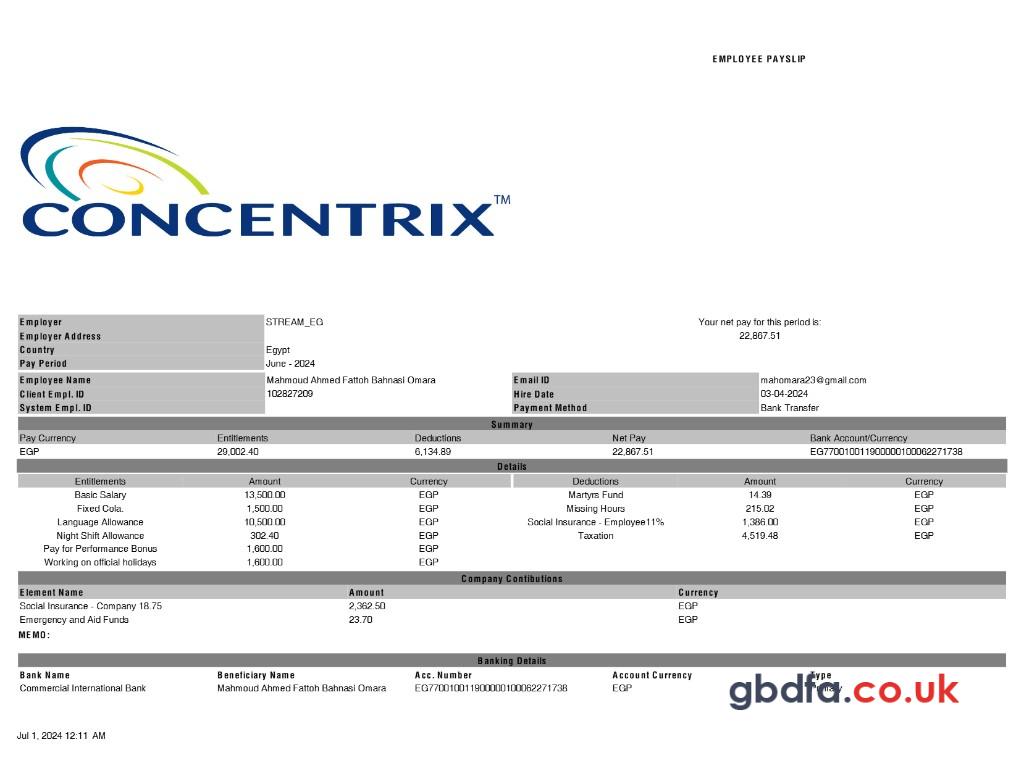 EMPLOYEE PAYSLIP
CONCENTRIX™
Employer STREAM_EG Your net pay for this period is:
Employer Address 22,867.51
Country Egypt
Pay Period June - 2024
Employee Name Mahmoud Ahmed Fattoh Bahnasi Omara Email ID mahomara23@gmail.com
Client Empl. ID 102827209 Hire Date 03-04-2024
System Empl. ID Payment Method Bank Transfer
Summary
Pay Currency Entitlements Deductions Net Pay Bank Account/Currency
EGP 29,002.40 6,134.89 22,867.51 EG770010011900000100062271738
Details
Entitlements Amount Currency Deductions Amount Currency
Basic Salary 13,500.00 EGP Martyrs Fund 14.39 EGP
Fixed Cola. 1,500.00 EGP Missing Hours 215.02 EGP
Language Allowance 10,500.00 EGP Social Insurance - Employee11% 1,386.00 EGP
Night Shift Allowance 302.40 EGP Taxation 4,519.48 EGP
Pay for Performance Bonus 1,600.00 EGP
Working on official holidays 1,600.00 EGP
Company Contibutions
Element Name Amount Currency
Social Insurance - Company 18.75 2,362.50 EGP
Emergency and Aid Funds 23.70 EGP
MEMO:
Banking Details
Bank Name Beneficiary Name Acc. Number Account Currency Type
Commercial International Bank Mahmoud Ahmed Fattoh Bahnasi Omara EG770010011900000100062271738 EGP
gbdfa.co.uk
Jul 1, 2024 12:11 AM